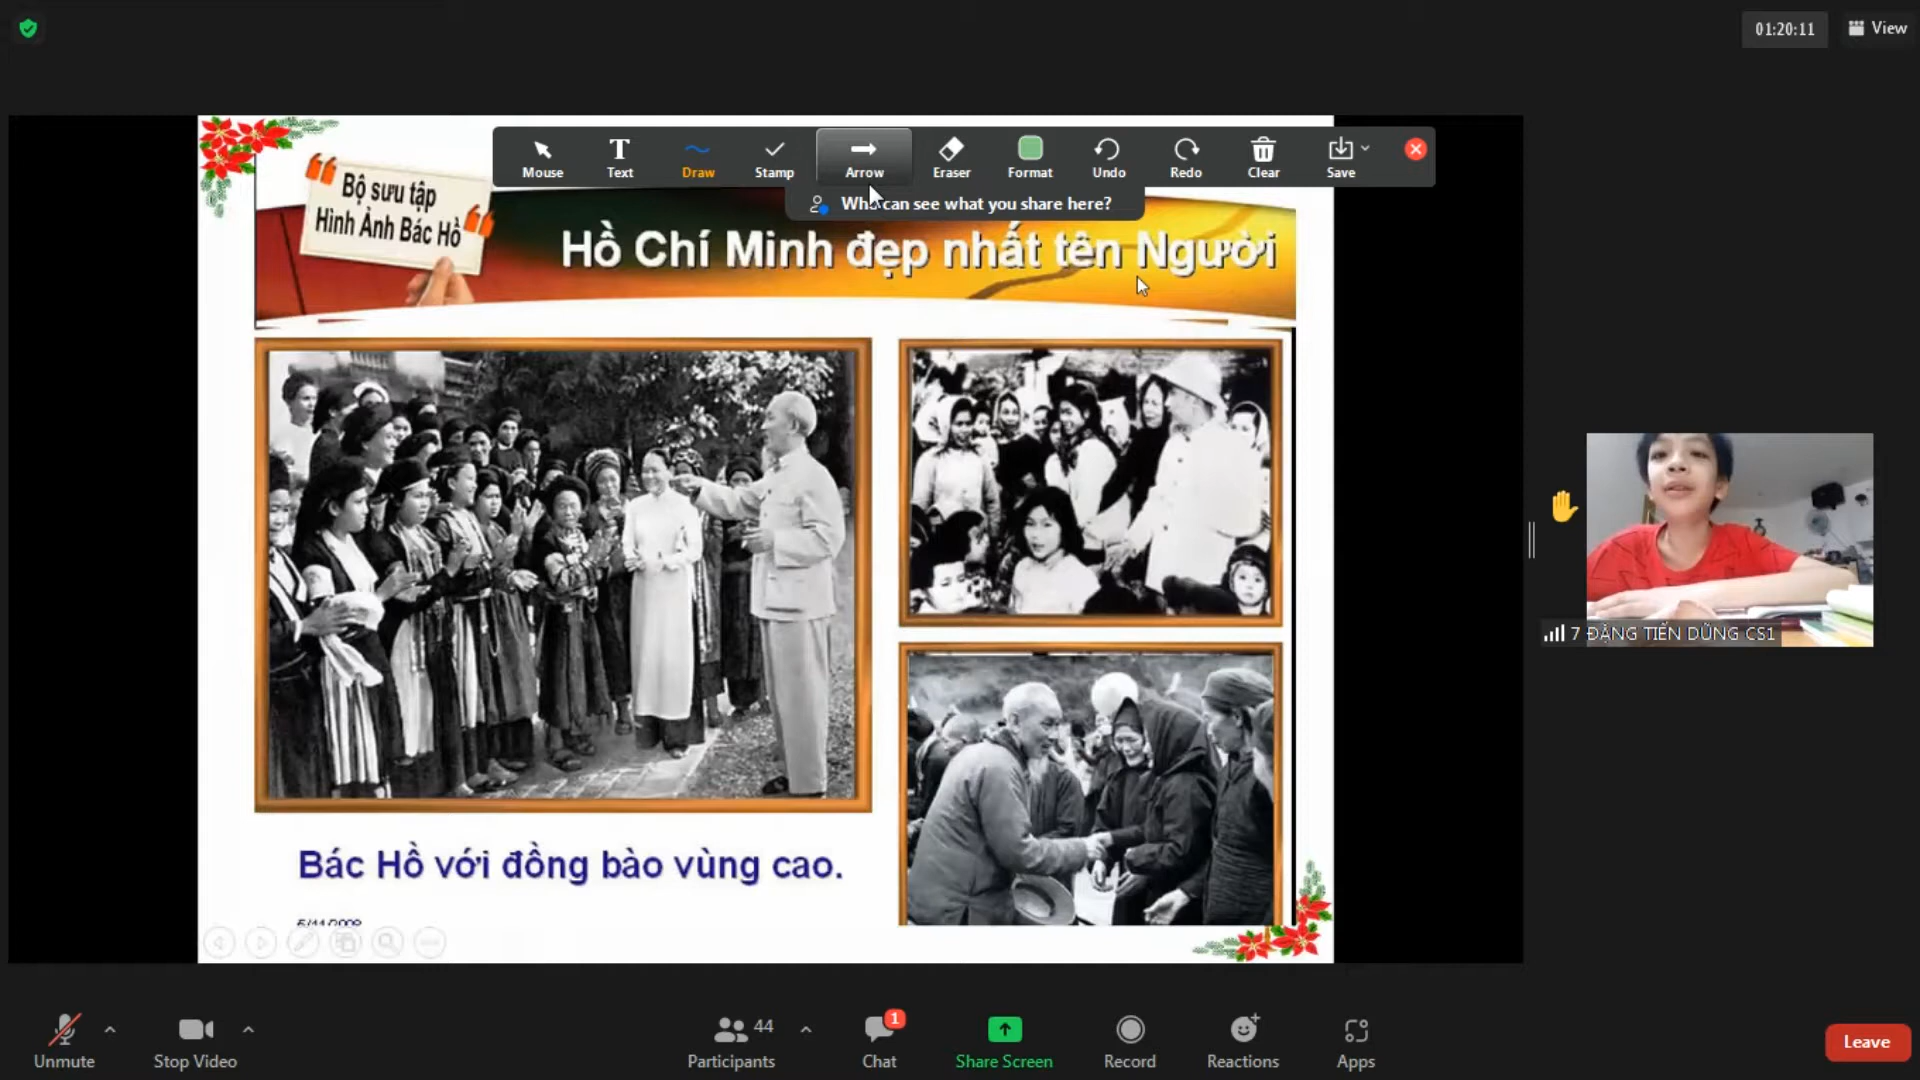 01:20:11
View
Mouse
Text
Draw
Stamp
Arrow
Eraser
Format
Undo
Redo
Clear
Save
Who can see what you share here?
Bộ sưu tập
Hình Ảnh Bác Hồ
Hồ Chí Minh đẹp nhất tên Người
7 ĐẶNG TIẾN DŨNG CS1
Bác Hồ với đồng bào vùng cao.
Unmute
Stop Video
44
Participants
1
Chat
Share Screen
Record
Reactions
Apps
Leave